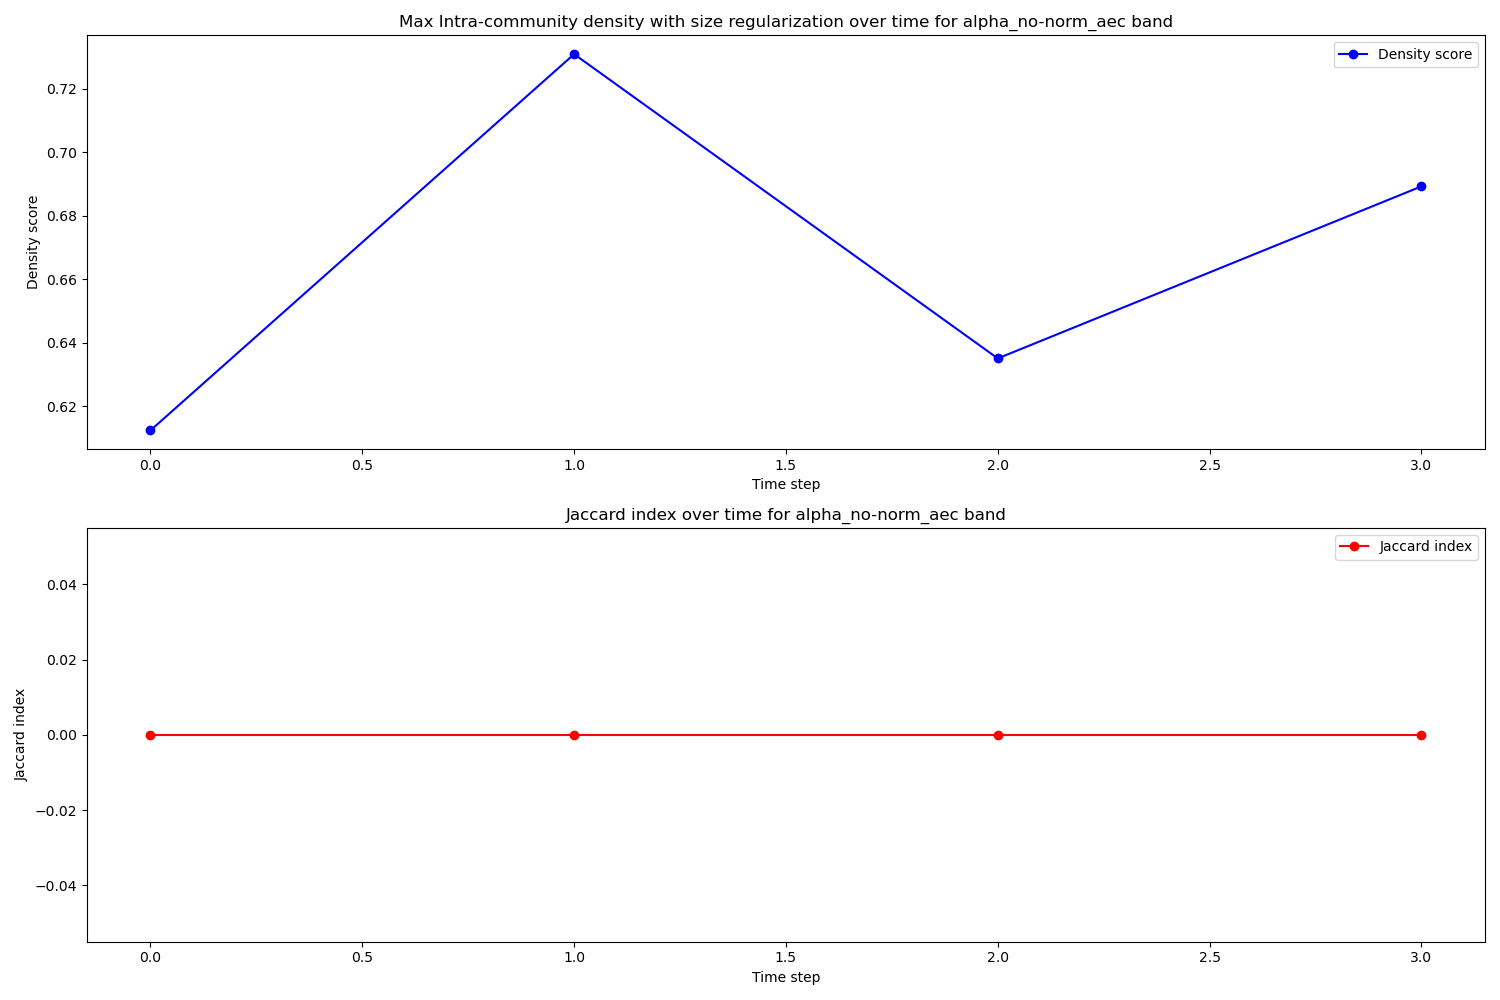 Max Intra-community density with size regularization over time for alpha_no-norm_aec band
Density score
0.72
0.70
0.68
0.66
0.64
0.62
Density score
0.0 0.5 1.0 1.5 2.0 2.5 3.0
Time step
Jaccard index over time for alpha_no-norm_aec band
Jaccard index
0.04
0.02
0.00
−0.02
−0.04
Jaccard index
0.0 0.5 1.0 1.5 2.0 2.5 3.0
Time step